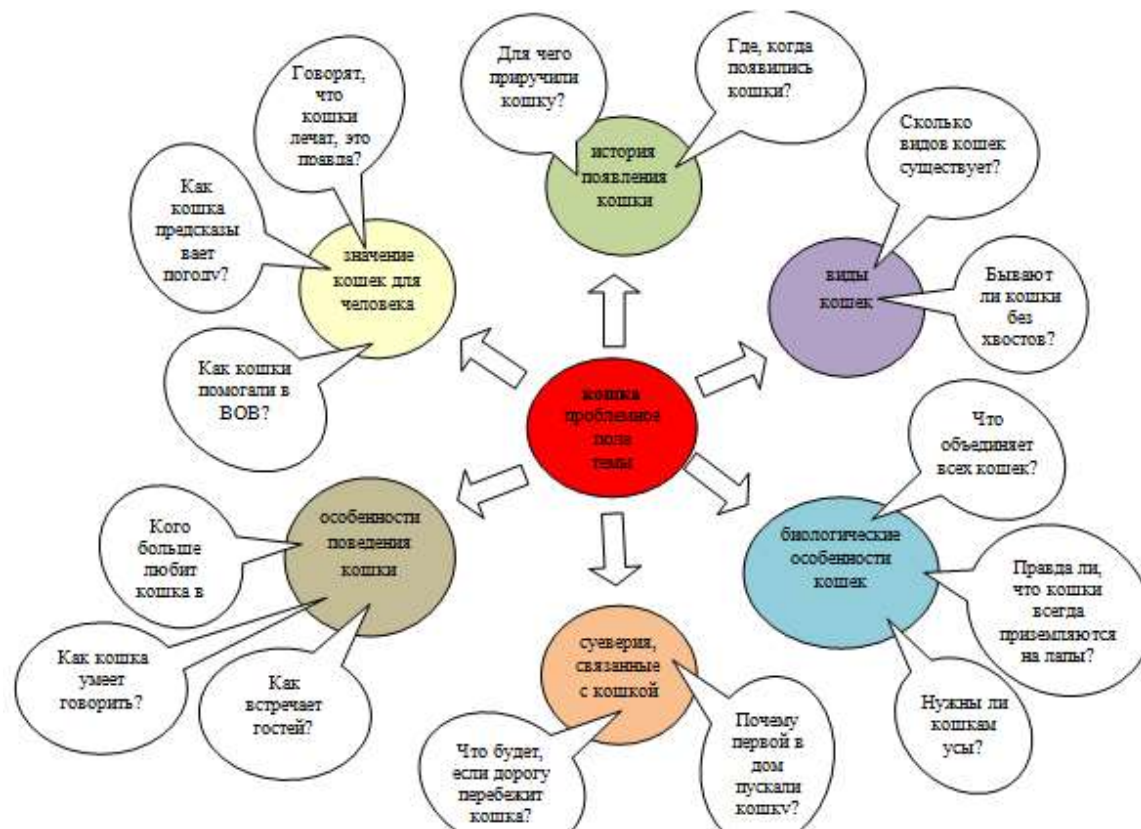 Для чего
приручили
кошку?
Где, когда
появились
кошки?
история
появления
кошки
Говорят,
что
кошки
лечат, это
правда?
Как
кошка
предсказы
вает
погоду?
значение
кошек для
человека
Как кошки
помогали в
ВОВ?
Сколько
видов кошек
существует?
виды
кошек
Бывают
ли кошки
без
хвостов?
кошка
проблемное
поле
темы
Что
объединяет
всех кошек?
биологические
особенности
кошек
Правда ли,
что кошки
всегда
приземляются
на лапы?
Нужны ли
кошкам
усы?
особенности
поведения
кошки
Кого
больше
любит
кошка в
Как кошка
умеет
говорить?
Как
встречает
гостей?
суеверия,
связанные
с кошкой
Что будет,
если дорогу
перебежит
кошка?
Почему
первой в
дом
пускали
кошку?